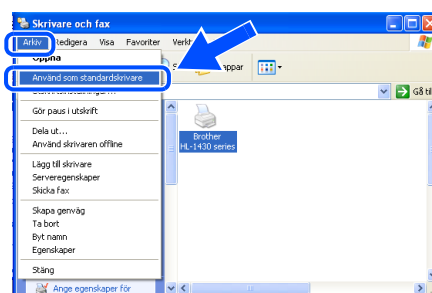 Skrivare och fax
Arkiv Redigera Visa Favoriter
Öppna
Använd som standardskrivare
Gör paus i utskrift
Dela ut...
Använd skrivaren offline
Lägg till skrivare
Serveregenskaper
Skicka fax
Skapa genväg
Ta bort
Byt namn
Egenskaper
Stäng
Gå til
Brother
HL-1430 series
Ange egenskaper för